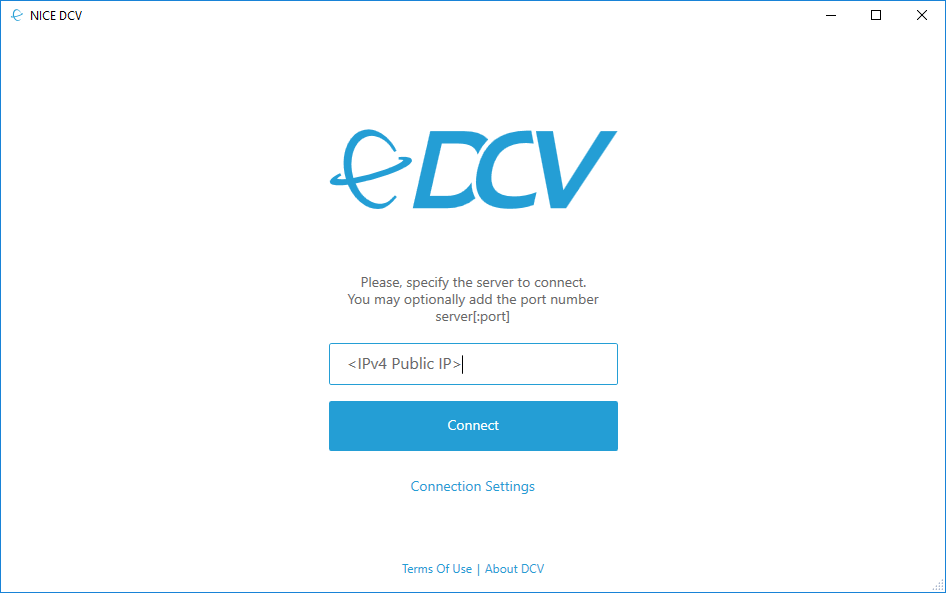 NICE DCV
DCV
Please, specify the server to connect.
You may optionally add the port number
server[:port]
<IPv4 Public IP>
Connect
Connection Settings
Terms Of Use | About DCV